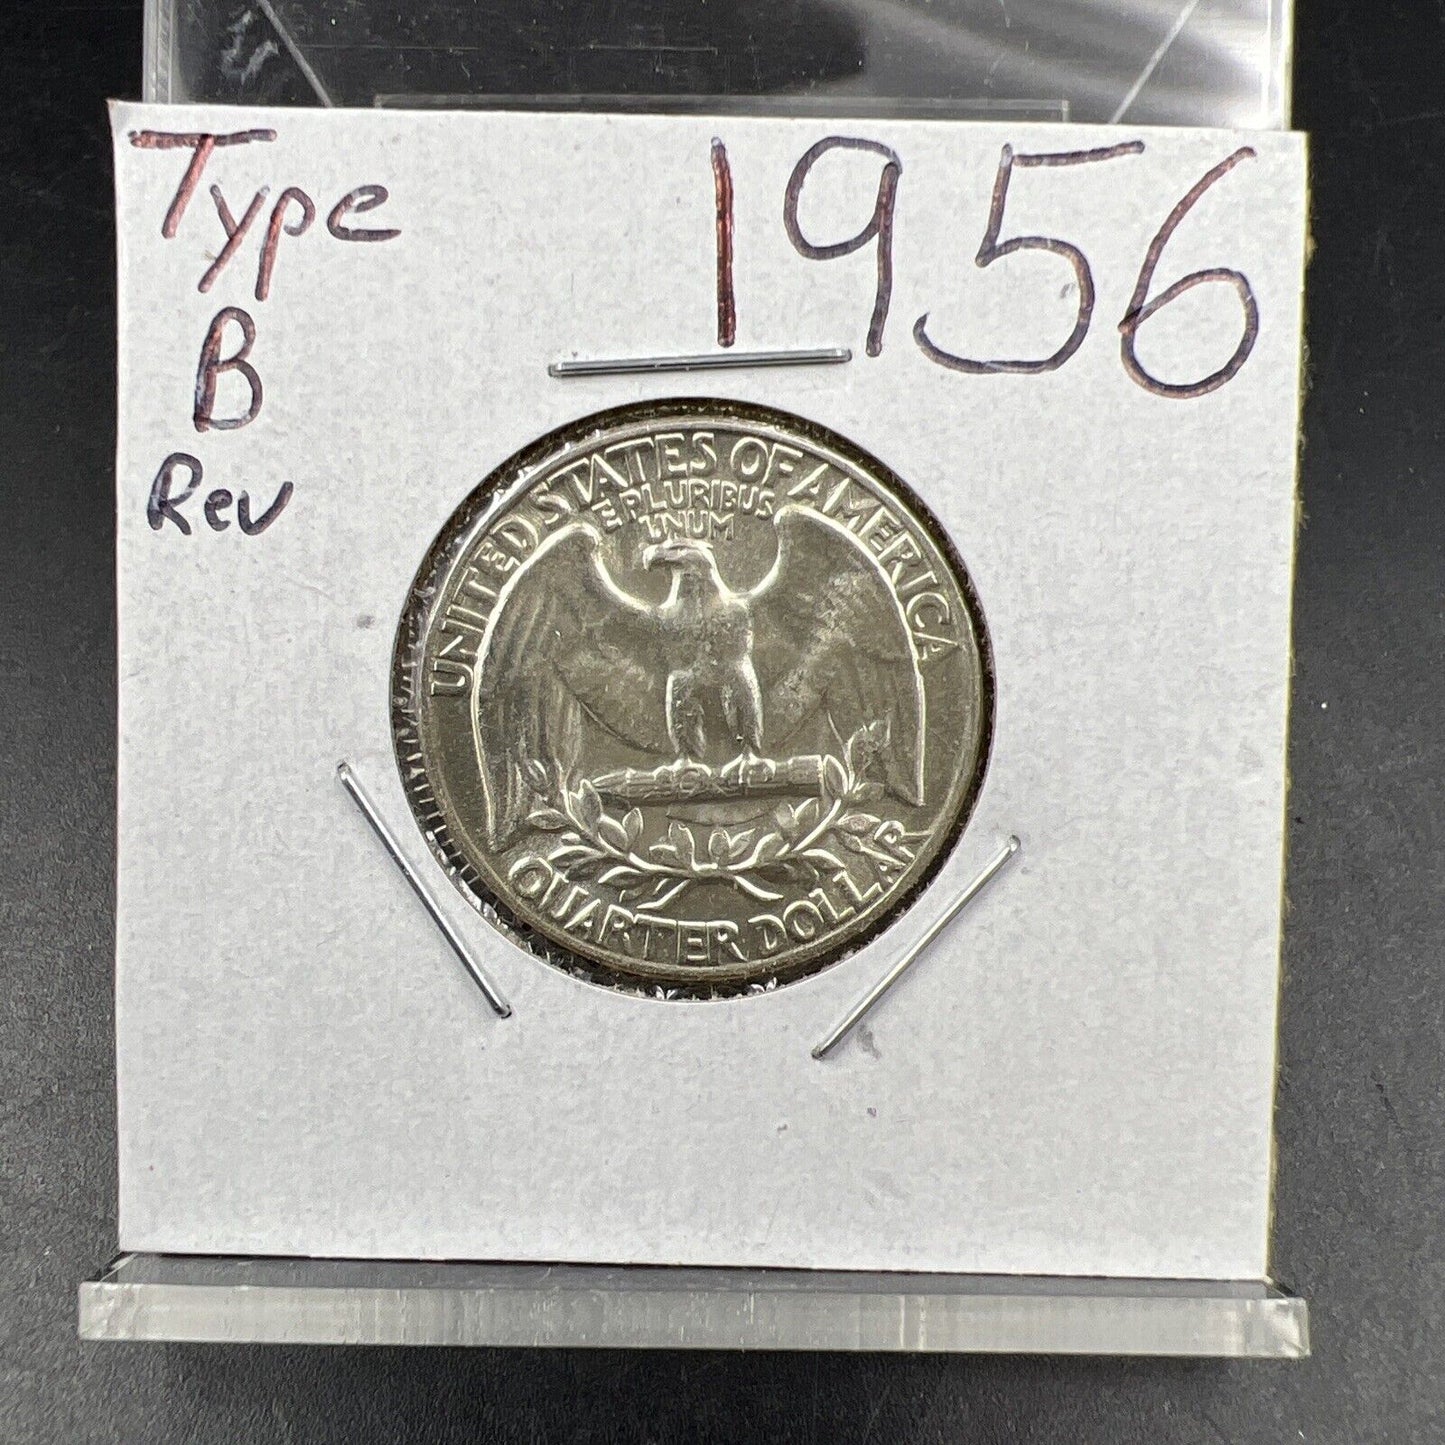 Type
B
Rev
1956
UNITED STATES OF AMERICA
E PLURIBUS
UNUM
QUARTER DOLLAR